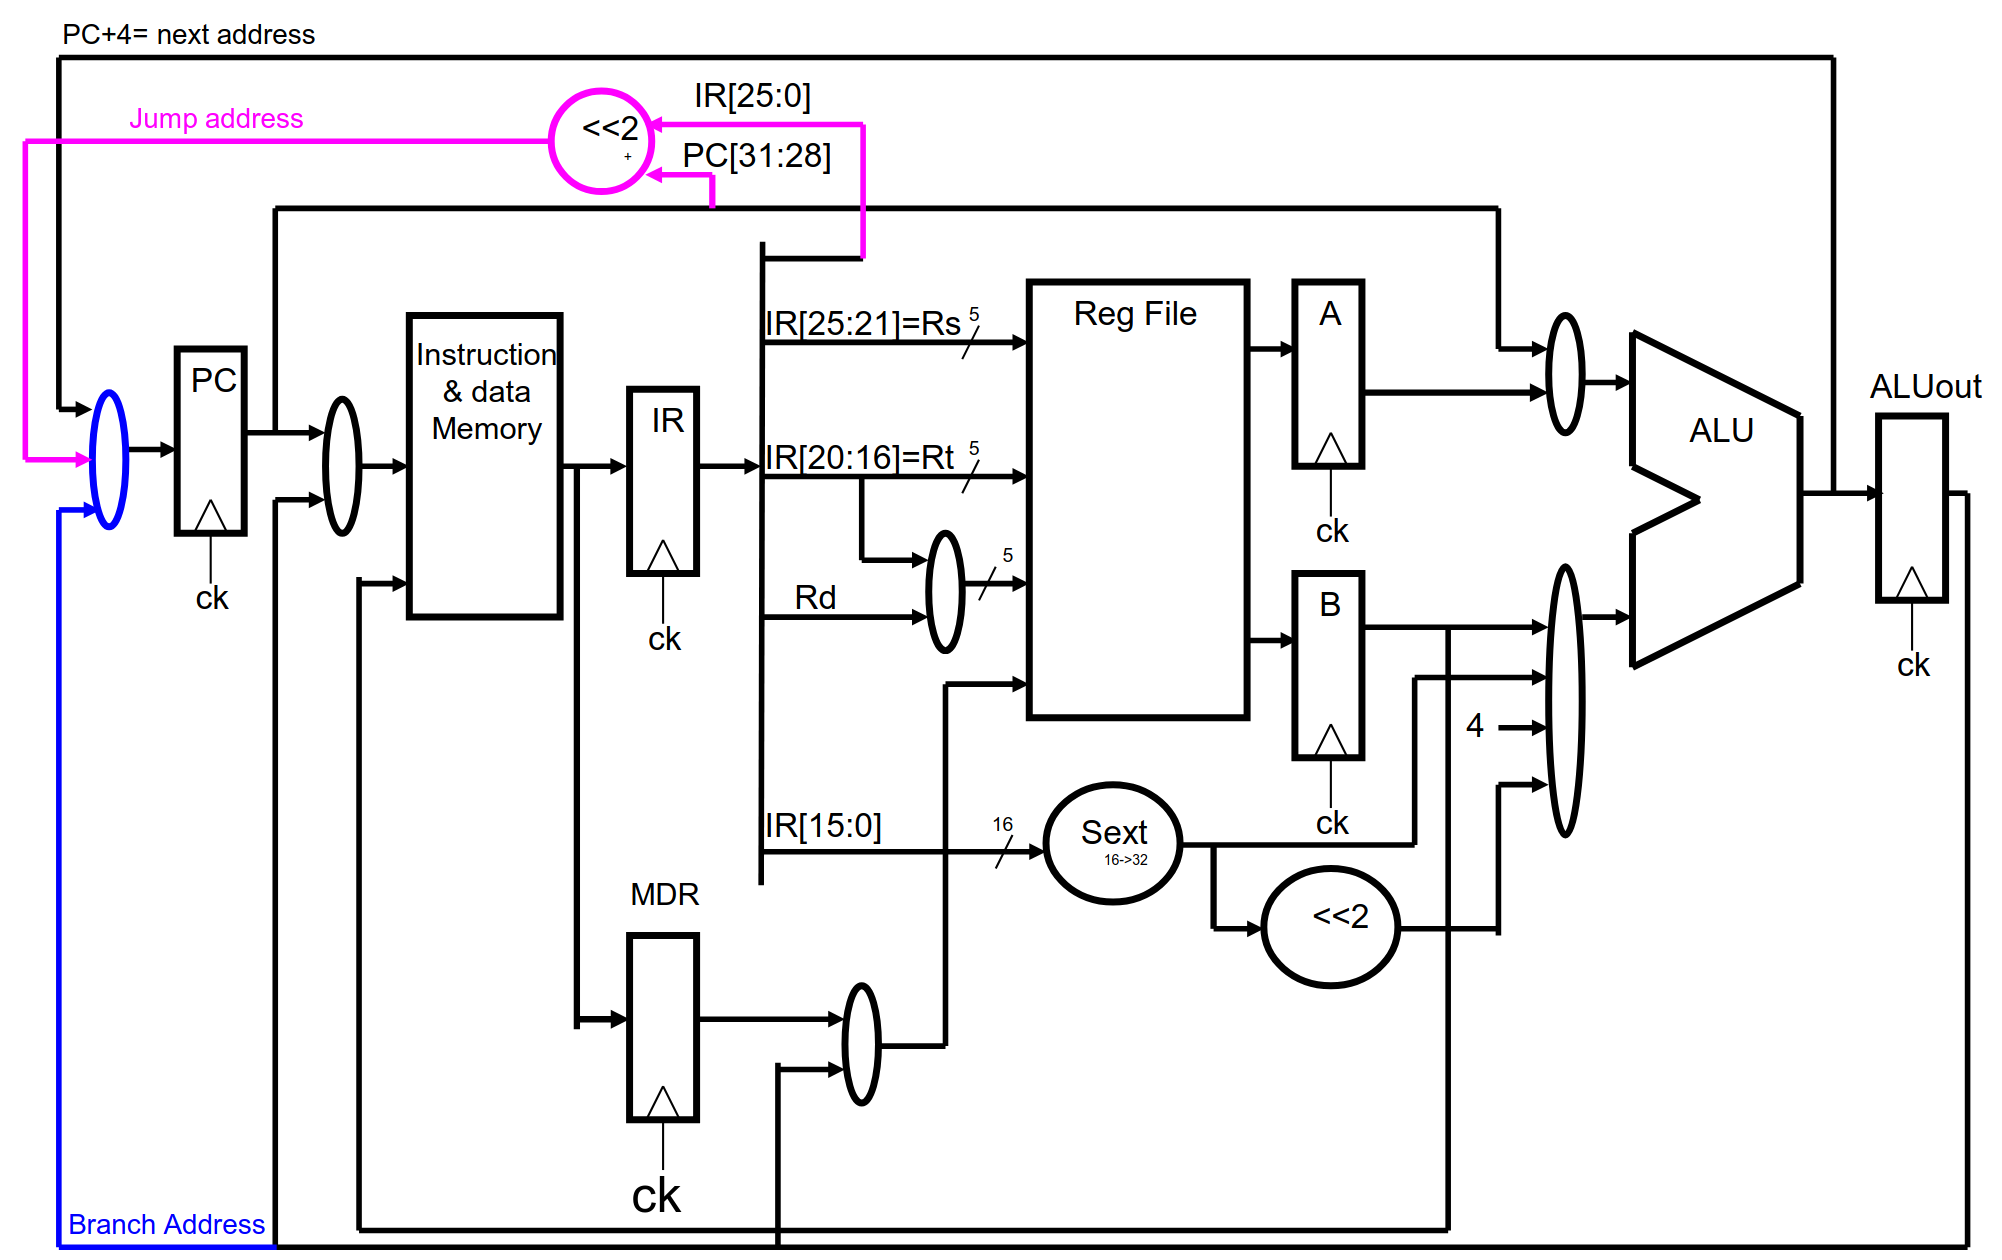 PC+4= next address
IR[25:0]
Jump address
<<2
+
PC[31:28]
IR[25:21]=Rs
5
Reg File
A
Instruction
& data
Memory
PC
IR
ALUout
ALU
IR[20:16]=Rt
5
ck
5
Rd
B
ck
ck
ck
4
IR[15:0]
16
Sext
16->32
ck
MDR
<<2
ck
Branch Address